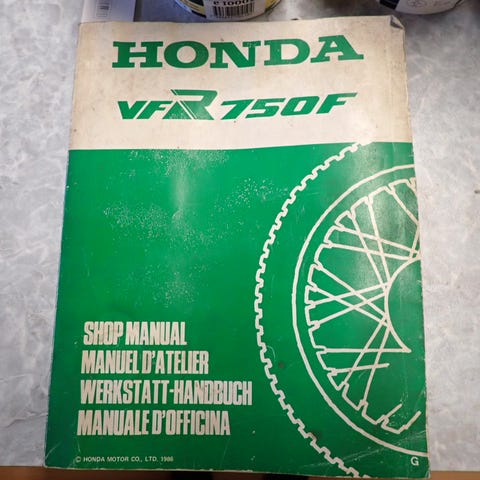 HONDA
VFR750F
SHOP MANUAL
MANUEL D'ATELIER
WERKSTATT-HANDBUCH
MANUALE D'OFFICINA
© HONDA MOTOR CO., LTD. 1986
G